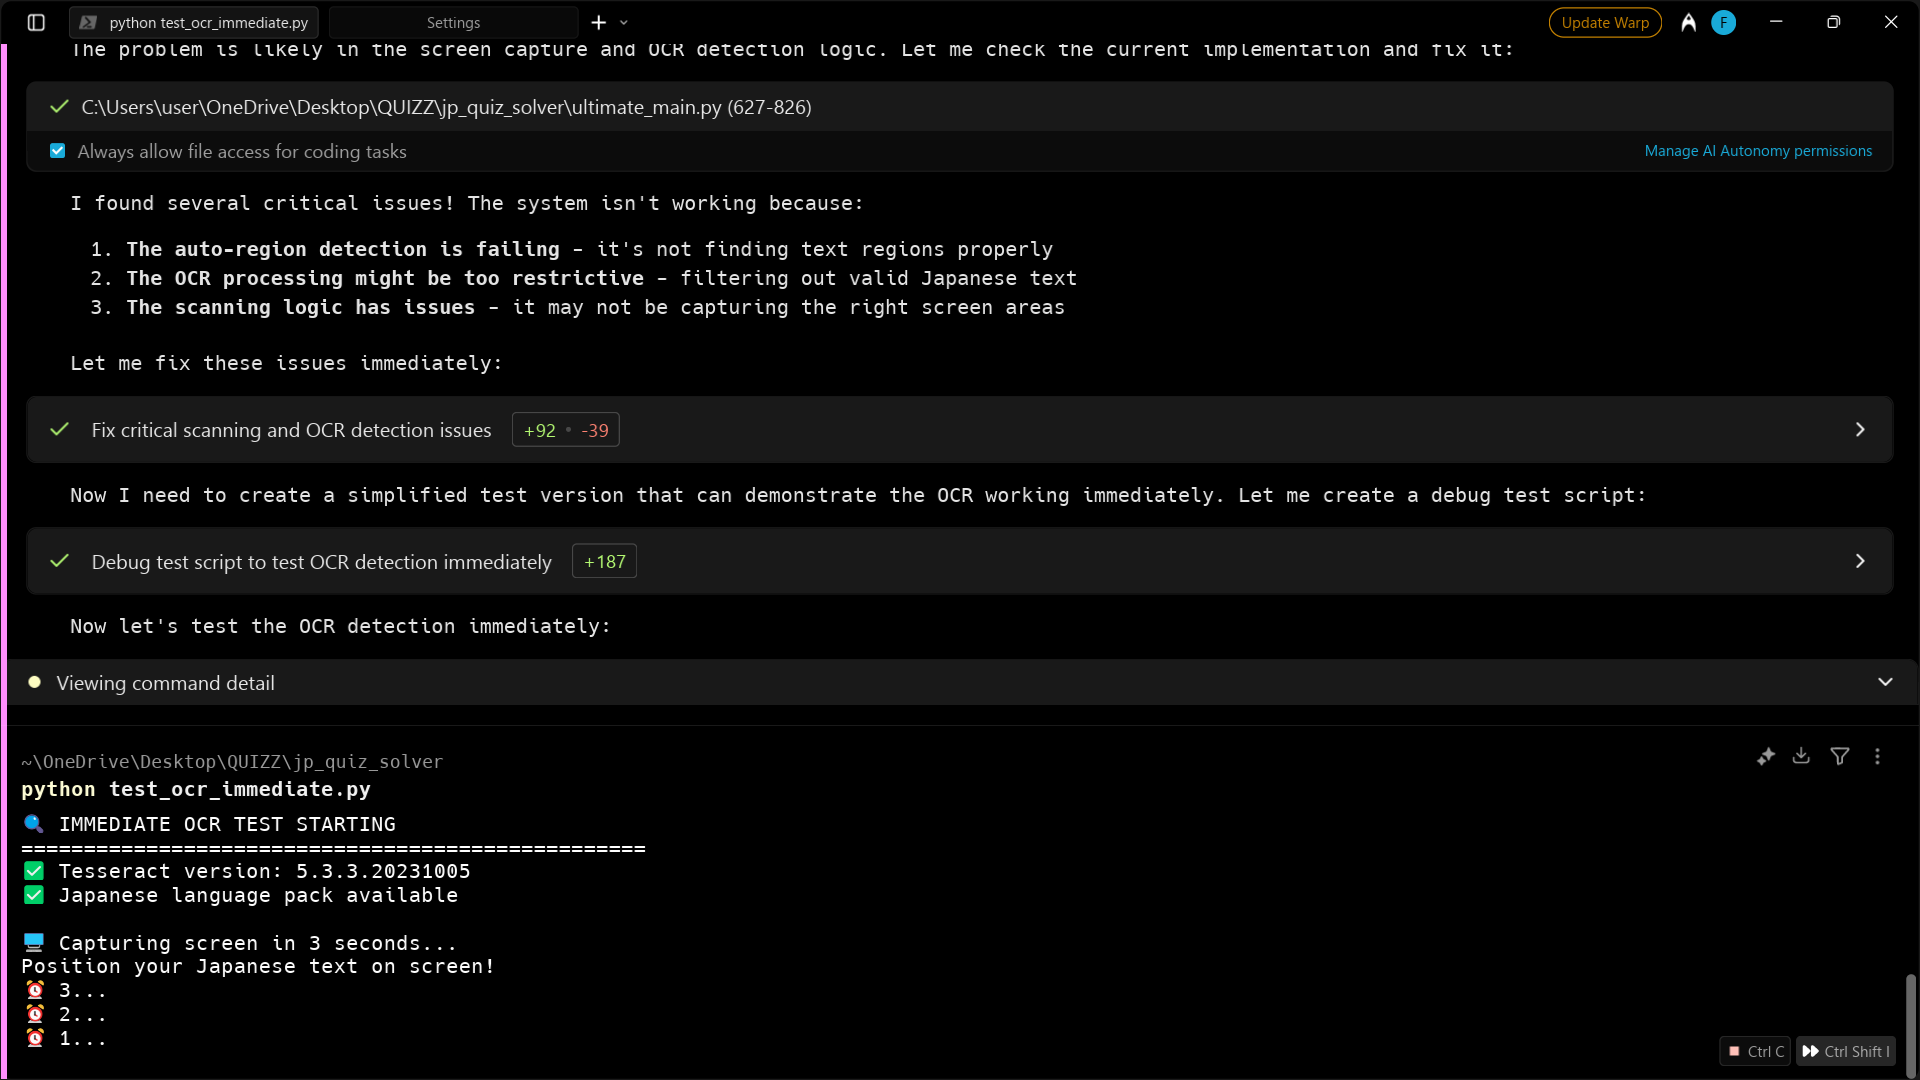 python test_ocr_immediate.py
Settings
Update Warp
F
The problem is likely in the screen capture and OCR detection logic. Let me check the current implementation and fix it:
C:\Users\user\OneDrive\Desktop\QUIZZ\jp_quiz_solver\ultimate_main.py (627-826)
Always allow file access for coding tasks
Manage AI Autonomy permissions
I found several critical issues! The system isn't working because:
1. The auto-region detection is failing - it's not finding text regions properly
2. The OCR processing might be too restrictive - filtering out valid Japanese text
3. The scanning logic has issues - it may not be capturing the right screen areas
Let me fix these issues immediately:
Fix critical scanning and OCR detection issues +92 • -39
Now I need to create a simplified test version that can demonstrate the OCR working immediately. Let me create a debug test script:
Debug test script to test OCR detection immediately +187
Now let's test the OCR detection immediately:
Viewing command detail
~\OneDrive\Desktop\QUIZZ\jp_quiz_solver
python test_ocr_immediate.py
🔍 IMMEDIATE OCR TEST STARTING
==================================================
✅ Tesseract version: 5.3.3.20231005
✅ Japanese language pack available
🖥️ Capturing screen in 3 seconds...
Position your Japanese text on screen!
⏰ 3...
⏰ 2...
⏰ 1...
Ctrl C
Ctrl Shift I